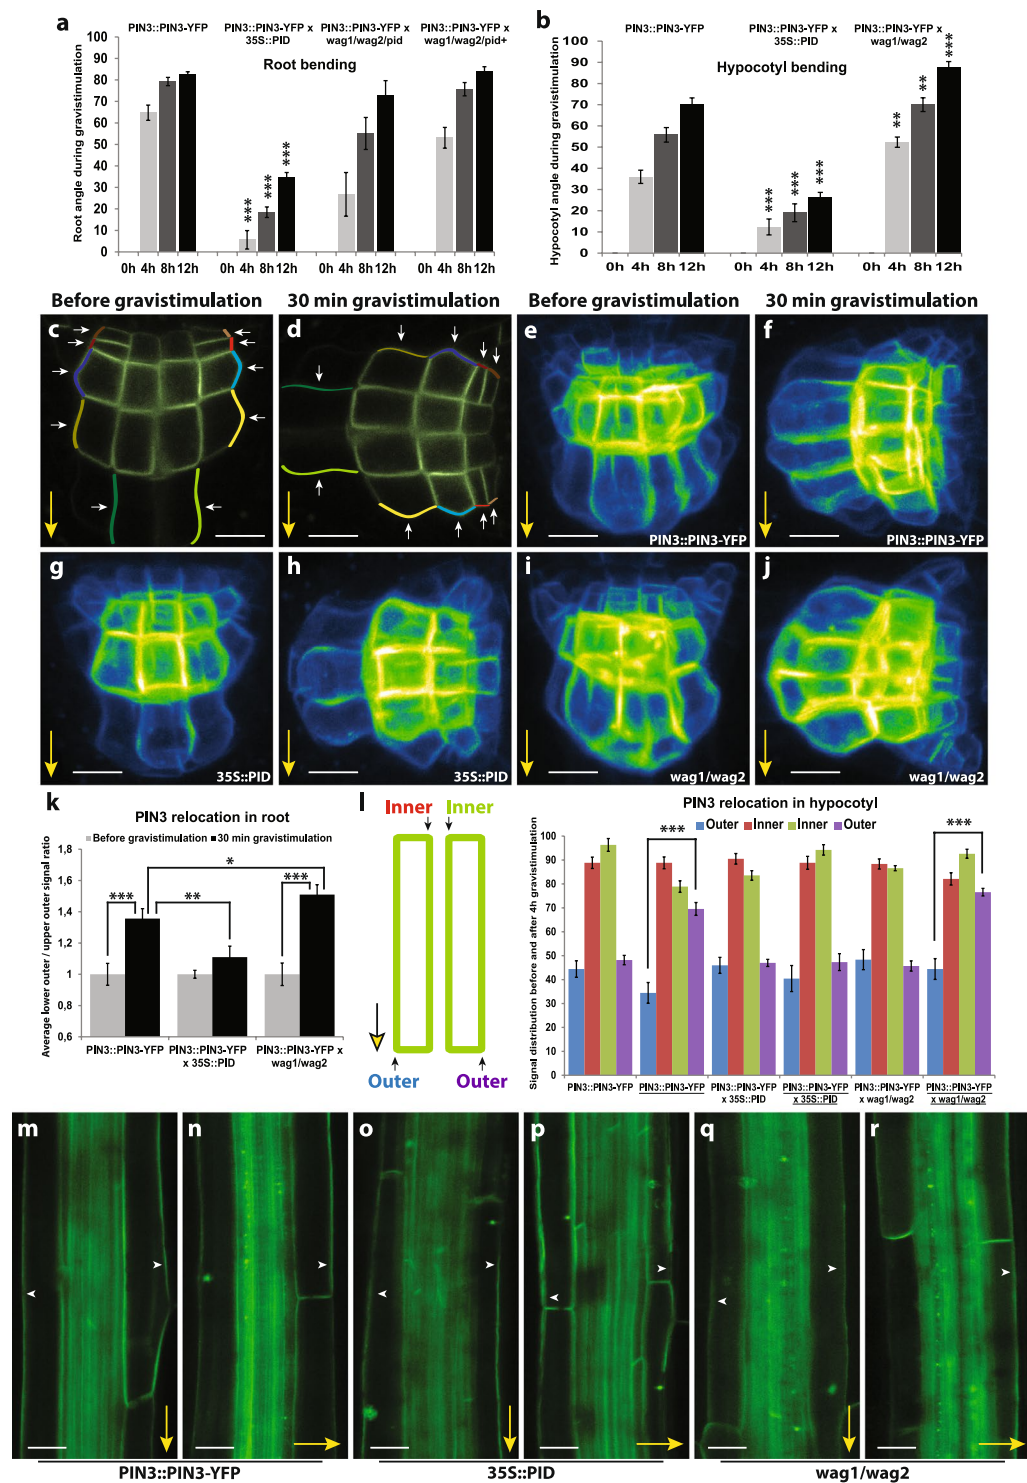 a
PIN3::PIN3-YFP
PIN3::PIN3-YFP x
35S::PID
PIN3::PIN3-YFP x
wag1/wag2/pid
PIN3::PIN3-YFP x
wag1/wag2/pid+
Root bending
Root angle during gravistimulation
100
90
80
70
60
50
40
30
20
10
0
***
***
***
0h 4h 8h 12h 0h 4h 8h 12h 0h 4h 8h 12h 0h 4h 8h 12h
b
PIN3::PIN3-YFP
PIN3::PIN3-YFP x
35S::PID
PIN3::PIN3-YFP x
wag1/wag2
Hypocotyl bending
Hypocotyl angle during gravistimulation
100
90
80
70
60
50
40
30
20
10
0
***
***
***
**
**
***
0h 4h 8h 12h 0h 4h 8h 12h 0h 4h 8h 12h
Before gravistimulation
30 min gravistimulation
Before gravistimulation
30 min gravistimulation
c
d
e
PIN3::PIN3-YFP
f
PIN3::PIN3-YFP
g
35S::PID
h
35S::PID
i
wag1/wag2
j
wag1/wag2
k
PIN3 relocation in root
Before gravistimulation 30 min gravistimulation
Average lower outer / upper outer signal ratio
1,6
1,4
1,2
1
0,8
0,6
***
**
*
***
PIN3::PIN3-YFP
PIN3::PIN3-YFP
x 35S::PID
PIN3::PIN3-YFP x
wag1/wag2
l
Inner Inner
Outer Outer
PIN3 relocation in hypocotyl
Outer Inner Inner Outer
Signal distribution before and after 4h gravistimulation
100
90
80
70
60
50
40
30
20
10
0
***
***
PIN3::PIN3-YFP
PIN3::PIN3-YFP
PIN3::PIN3-YFP
x 35S::PID
PIN3::PIN3-YFP
x 35S::PID
PIN3::PIN3-YFP
x wag1/wag2
PIN3::PIN3-YFP
x wag1/wag2
m
n
o
p
q
r
PIN3::PIN3-YFP
35S::PID
wag1/wag2